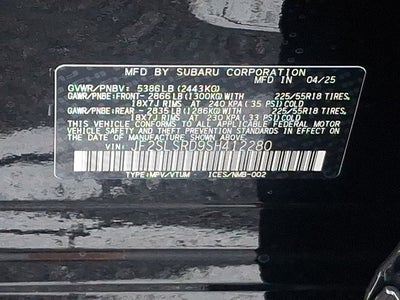 MFD BY SUBARU CORPORATION
MFD IN 04/25
GVWR/PNBV: 5386LB(2443KG)
GAWR/PNBE:FRONT- 2866LB(1300KG)WITH 225/55R18 TIRES,
18X7J RIMS AT 240 KPA(35 PSI)COLD
GAWR/PNBE:REAR - 2835LB(1286KG)WITH 225/55R18 TIRES,
18X7J RIMS AT 230 KPA(33 PSI)COLD
THIS VEHICLE CONFORMS TO ALL APPLICABLE FEDERAL MOTOR
VEHICLE SAFETY, BUMPER, AND THEFT PREVENTION STANDARDS IN EFFECT ON
THE DATE OF MANUFACTURE SHOWN ABOVE.
VIN: JF2SLSRD9SH412280
TYPE:MPV/VTUM ICES/NMB-002